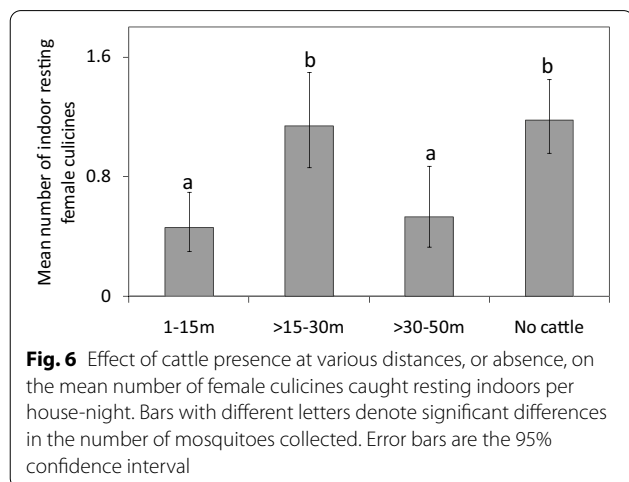 Mean number of indoor resting
female culicines
1.6
0.8
0
a
b
a
b
1-15m >15-30m >30-50m No cattle
Fig. 6 Effect of cattle presence at various distances, or absence, on
the mean number of female culicines caught resting indoors per
house-night. Bars with different letters denote significant differences
in the number of mosquitoes collected. Error bars are the 95%
confidence interval